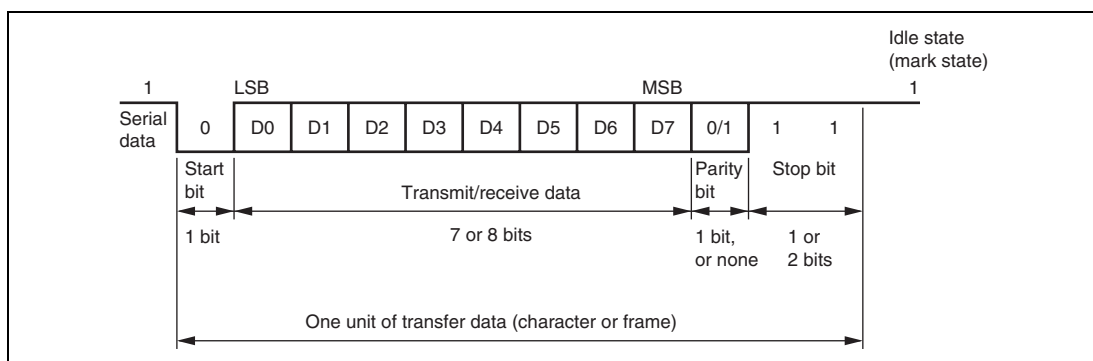 Idle state
(mark state)
1 LSB MSB 1
Serial
data
0 D0 D1 D2 D3 D4 D5 D6 D7 0/1 1 1
Start
bit
Transmit/receive data
Parity
bit
Stop bit
1 bit
7 or 8 bits
1 bit,
or none
1 or
2 bits
One unit of transfer data (character or frame)